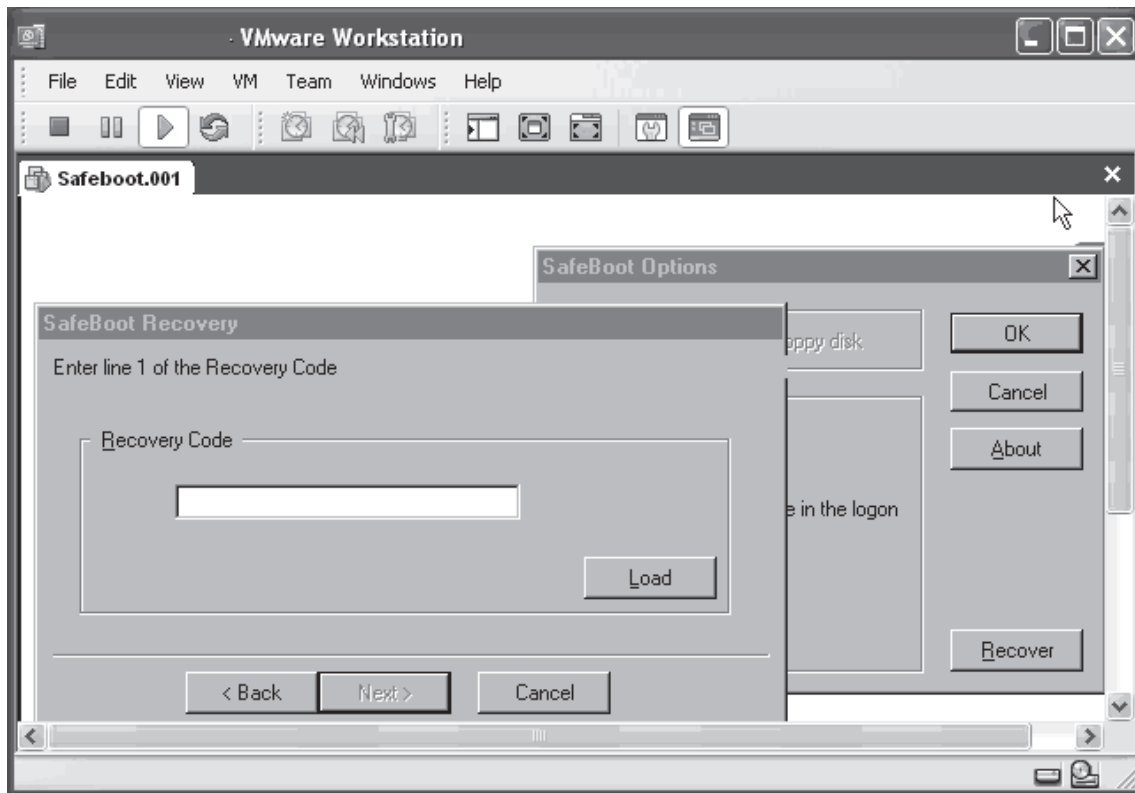 · VMware Workstation
File Edit View VM Team Windows Help
Safeboot.001
SafeBoot Options
SafeBoot Recovery
oppy disk
OK
Enter line 1 of the Recovery Code
Cancel
Recovery Code
About
e in the logon
Load
Recover
< Back Next > Cancel